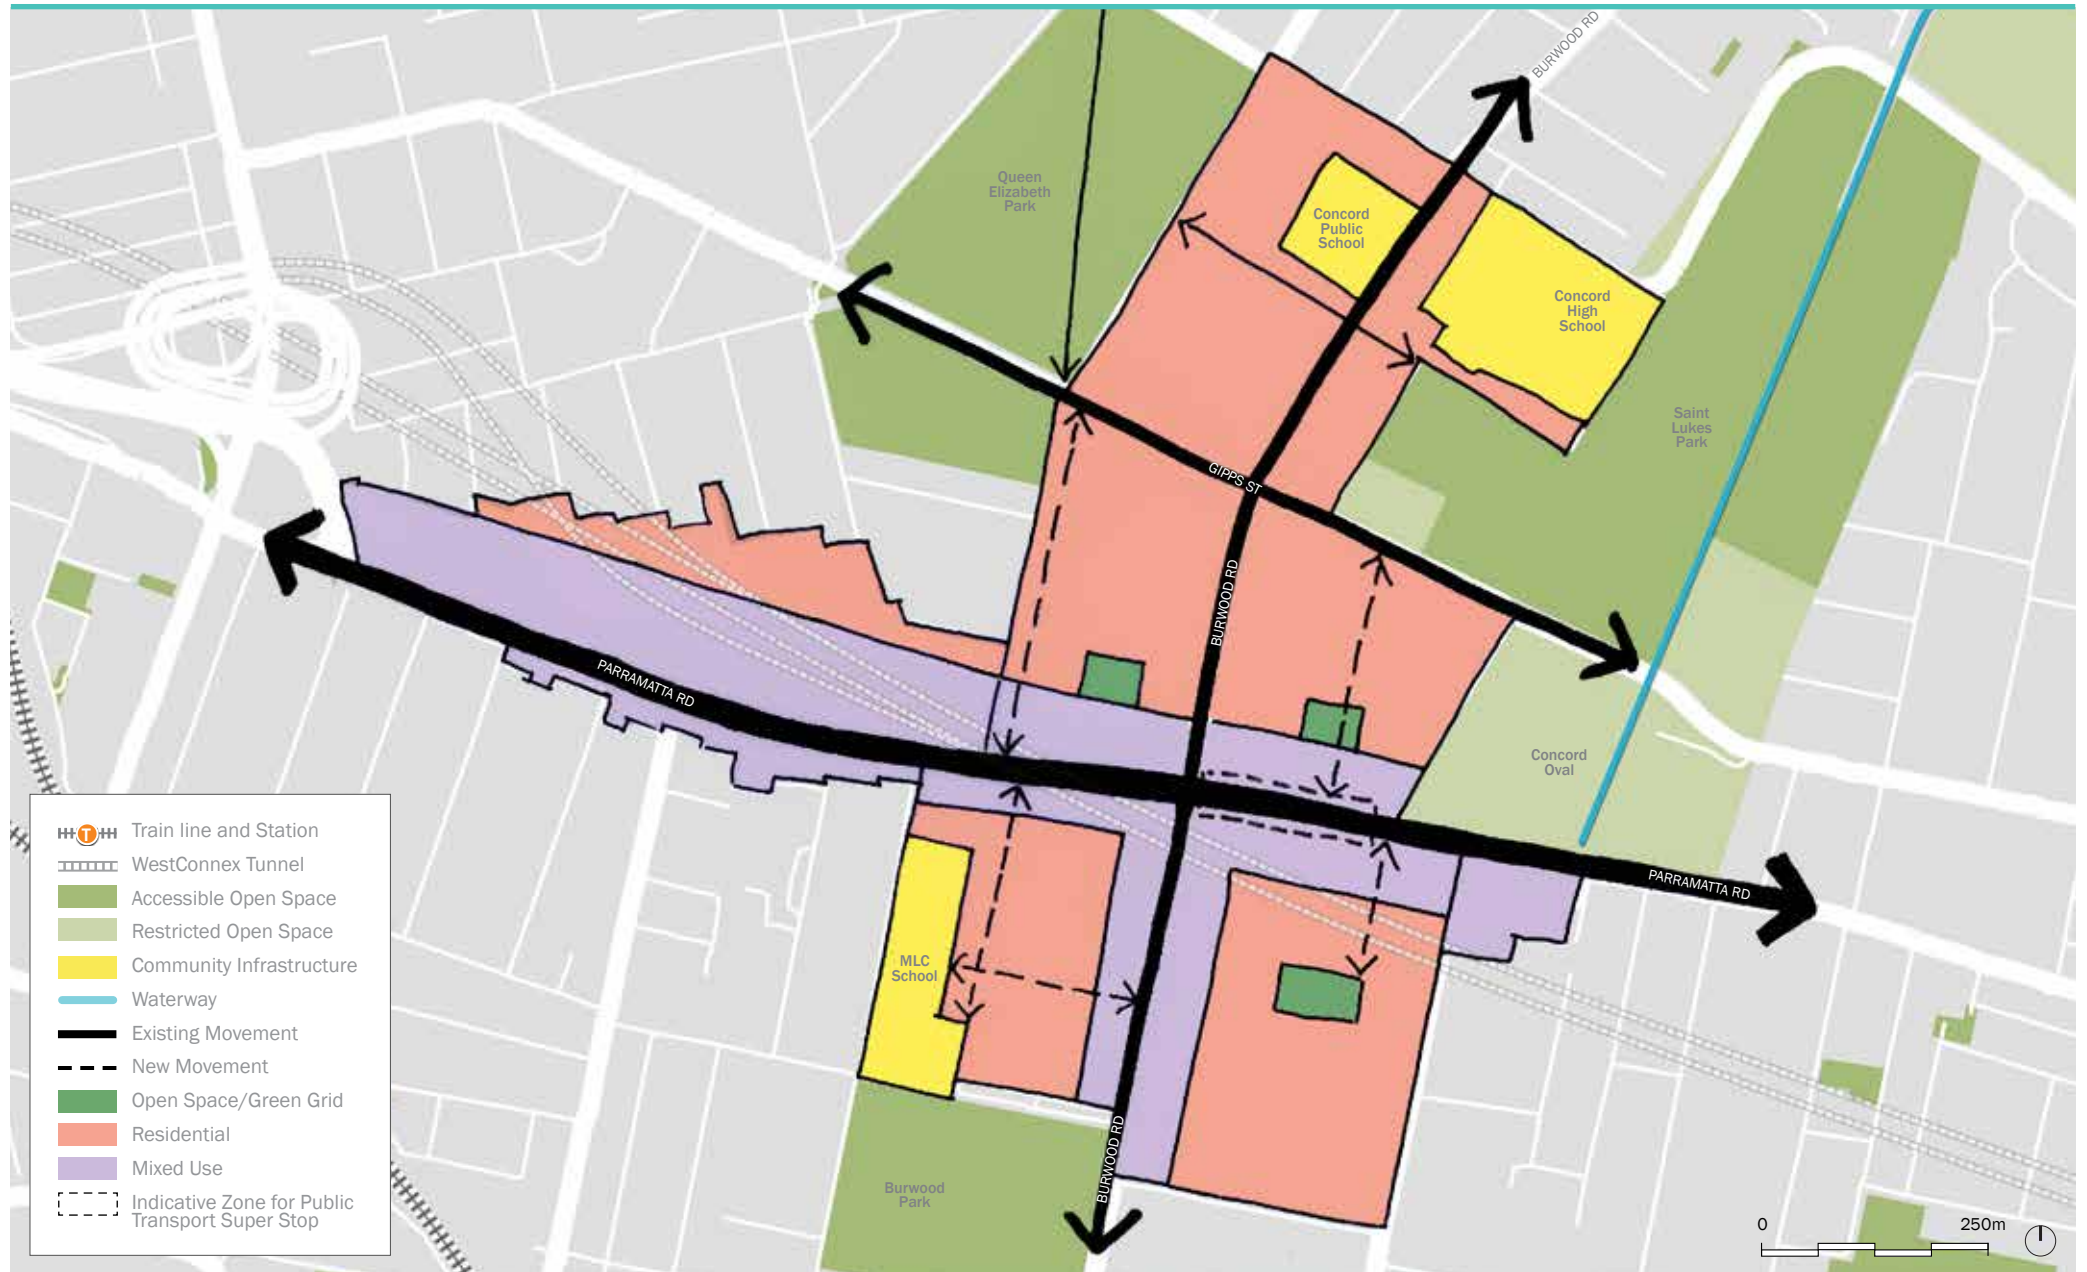 BURWOOD RD
Queen
Elizabeth
Park
Concord
Public
School
Concord
High
School
Saint
Lukes
Park
GIPPS ST
BURWOOD RD
PARRAMATTA RD
Concord
Oval
PARRAMATTA RD
MLC
School
BURWOOD RD
Burwood
Park
T
Train line and Station
WestConnex Tunnel
Accessible Open Space
Restricted Open Space
Community Infrastructure
Waterway
Existing Movement
New Movement
Open Space/Green Grid
Residential
Mixed Use
Indicative Zone for Public
Transport Super Stop
0 250m